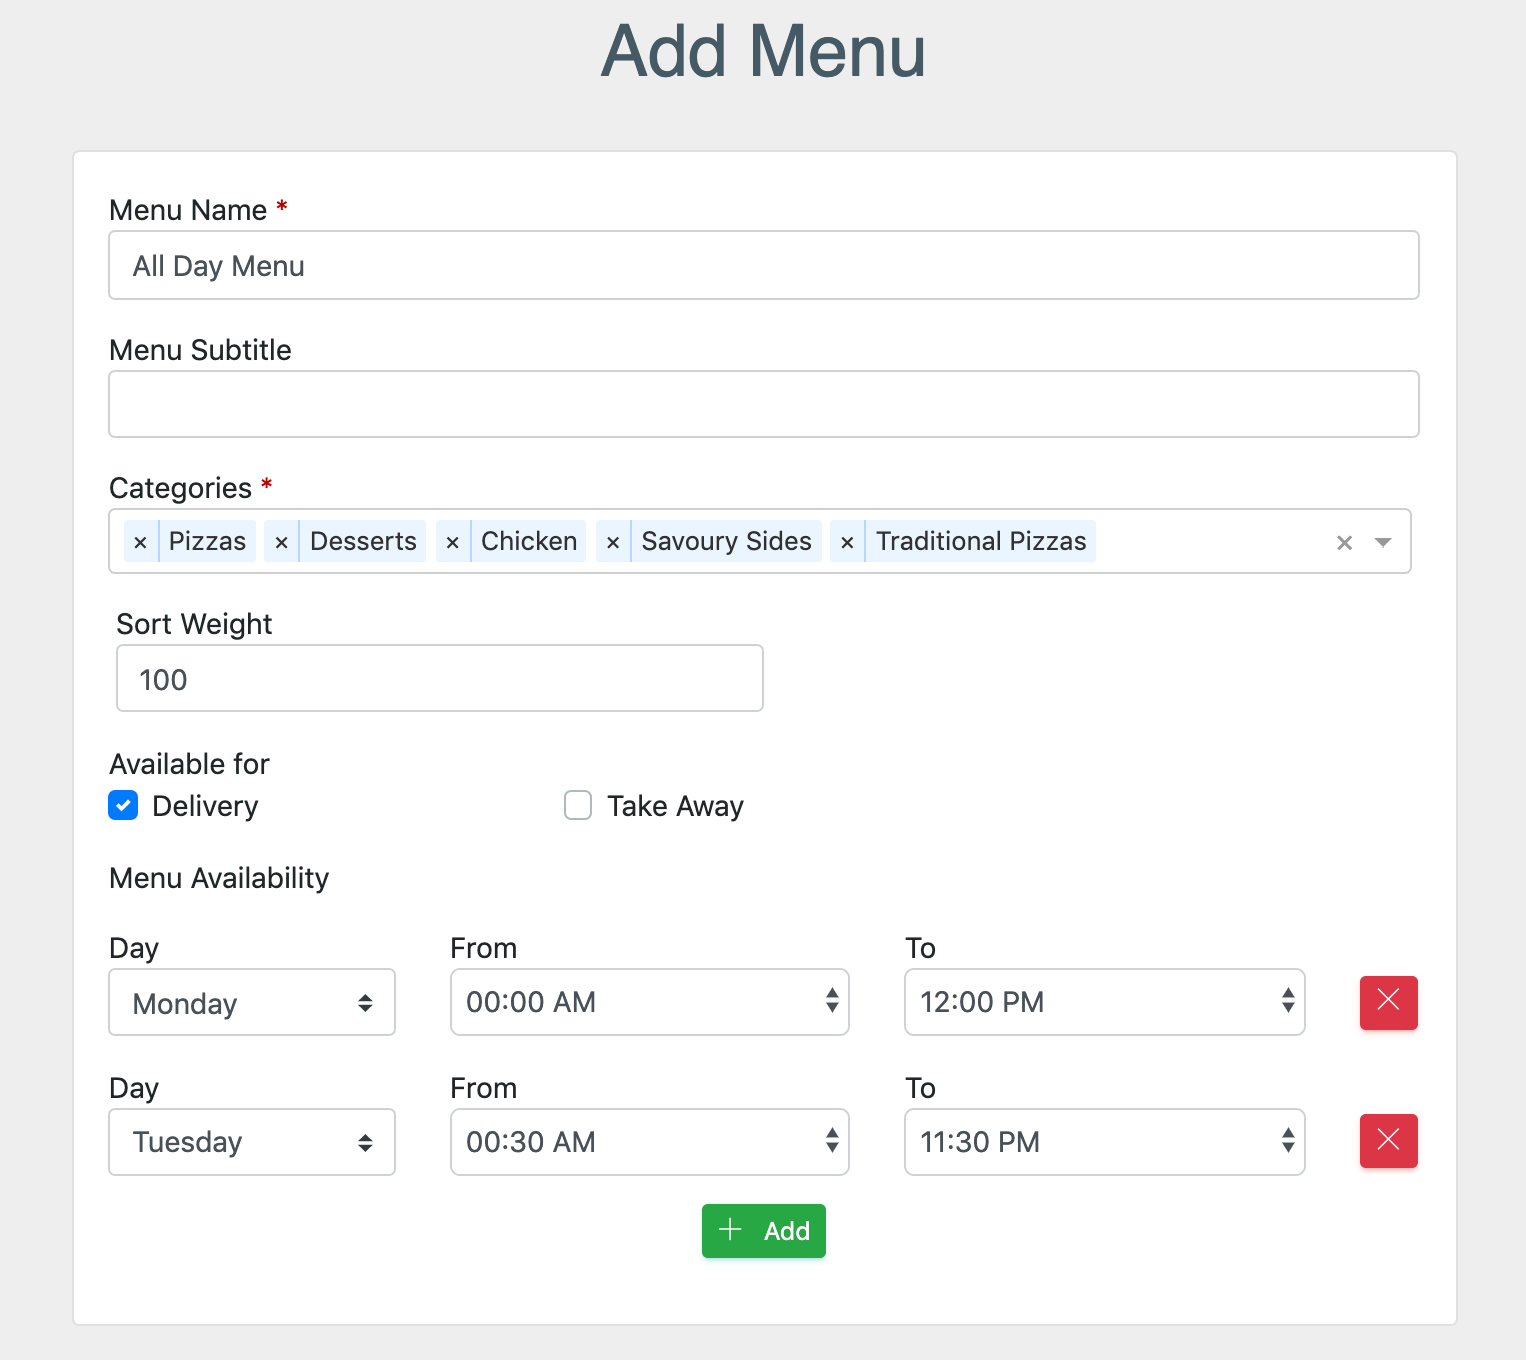 Add Menu
Menu Name *
All Day Menu
Menu Subtitle
Categories *
× Pizzas × Desserts × Chicken × Savoury Sides × Traditional Pizzas ×
Sort Weight
100
Available for
Delivery Take Away
Menu Availability
Day From To
Monday 00:00 AM 12:00 PM
Day From To
Tuesday 00:30 AM 11:30 PM
+ Add